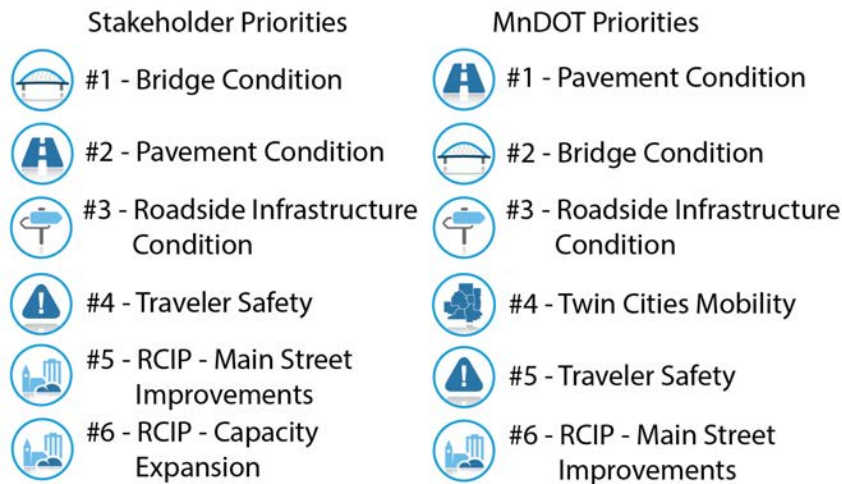 Stakeholder Priorities
#1 - Bridge Condition
#2 - Pavement Condition
#3 - Roadside Infrastructure
Condition
#4 - Traveler Safety
#5 - RCIP - Main Street
Improvements
#6 - RCIP - Capacity
Expansion
MnDOT Priorities
#1 - Pavement Condition
#2 - Bridge Condition
#3 - Roadside Infrastructure
Condition
#4 - Twin Cities Mobility
#5 - Traveler Safety
#6 - RCIP - Main Street
Improvements